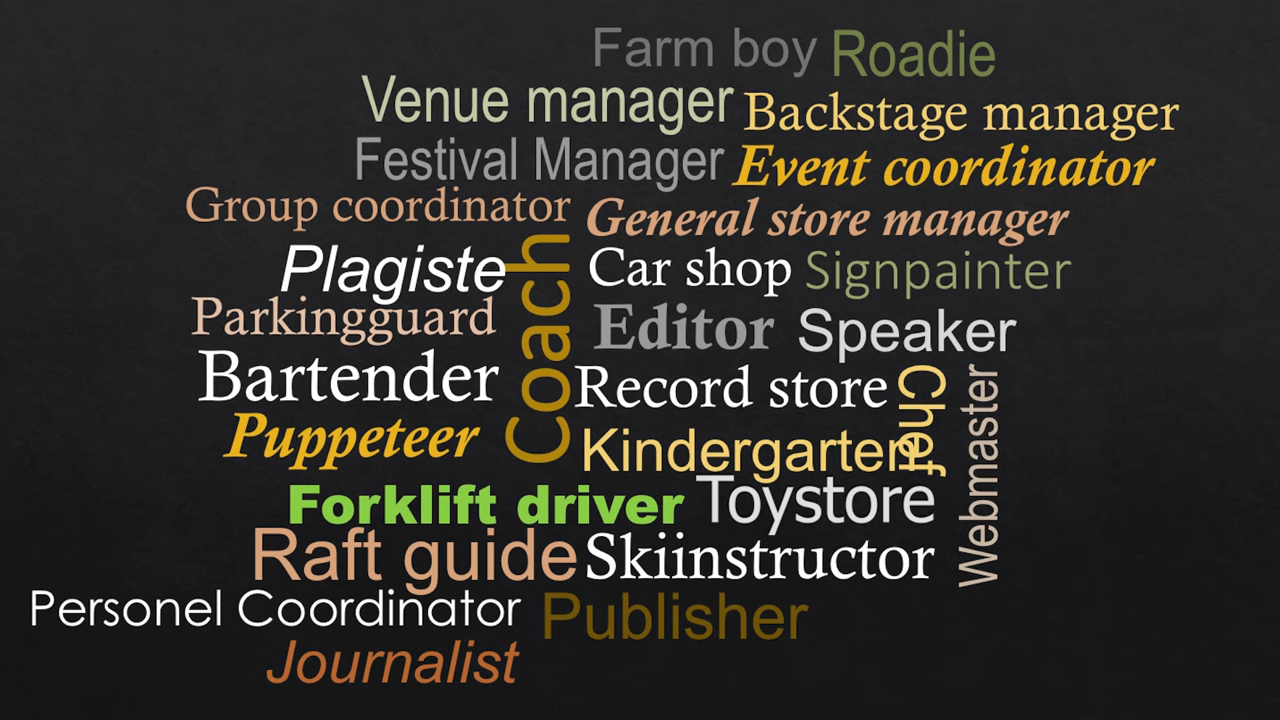 Farm boy Roadie
Venue manager Backstage manager
Festival Manager Event coordinator
Group coordinator General store manager
Plagiste Coach Car shop Signpainter
Parkingguard Editor Speaker
Bartender Record store Chef Webmaster
Puppeteer Kindergarten
Forklift driver Toystore
Raft guide Skiinstructor
Personel Coordinator Publisher
Journalist